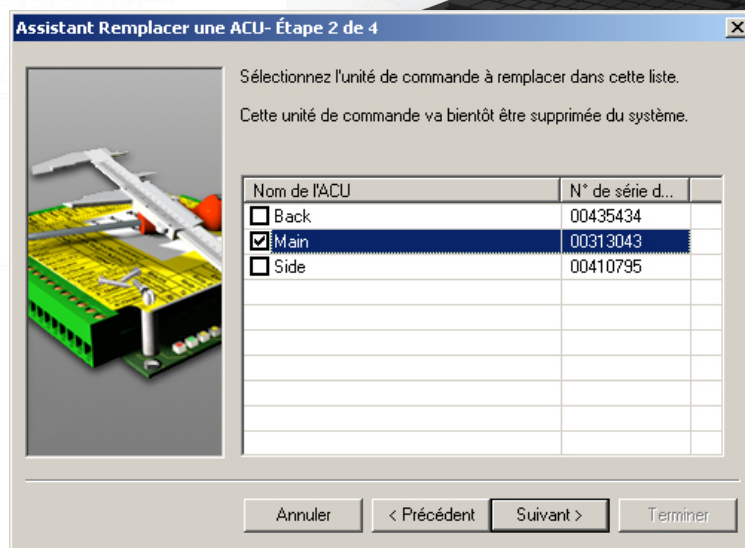 Assistant Remplacer une ACU- Étape 2 de 4
Sélectionnez l'unité de commande à remplacer dans cette liste.
Cette unité de commande va bientôt être supprimée du système.
Nom de l'ACU N° de série d...
Back 00435434
Main 00313043
Side 00410795
Annuler < Précédent Suivant > Terminer